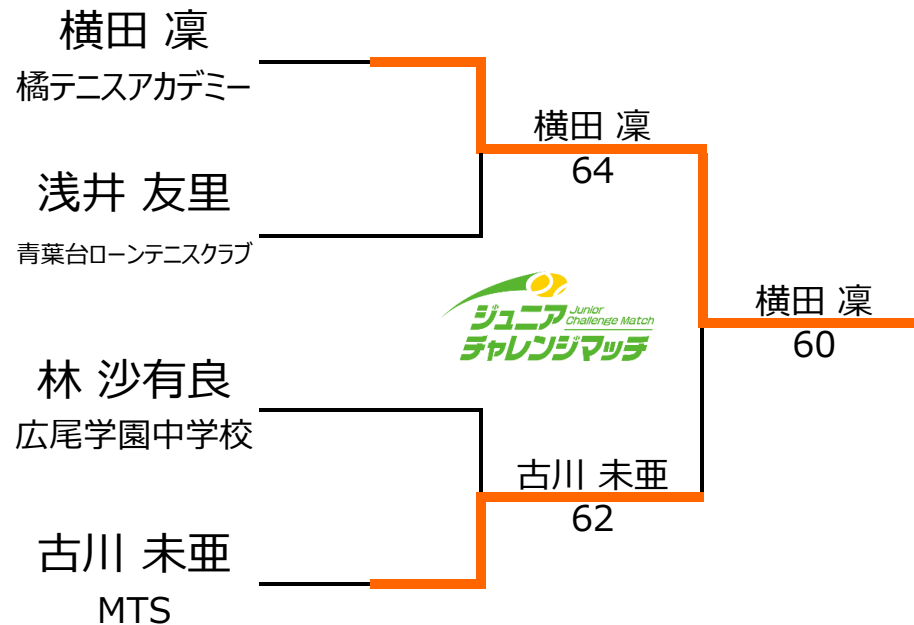 横田 凜
橘テニスアカデミー
浅井 友里
青葉台ローンテニスクラブ
林 沙有良
広尾学園中学校
古川 未亜
MTS
横田 凜
64
ジュニア Junior Challenge Match
チャレンジマッチ
古川 未亜
62
横田 凜
60